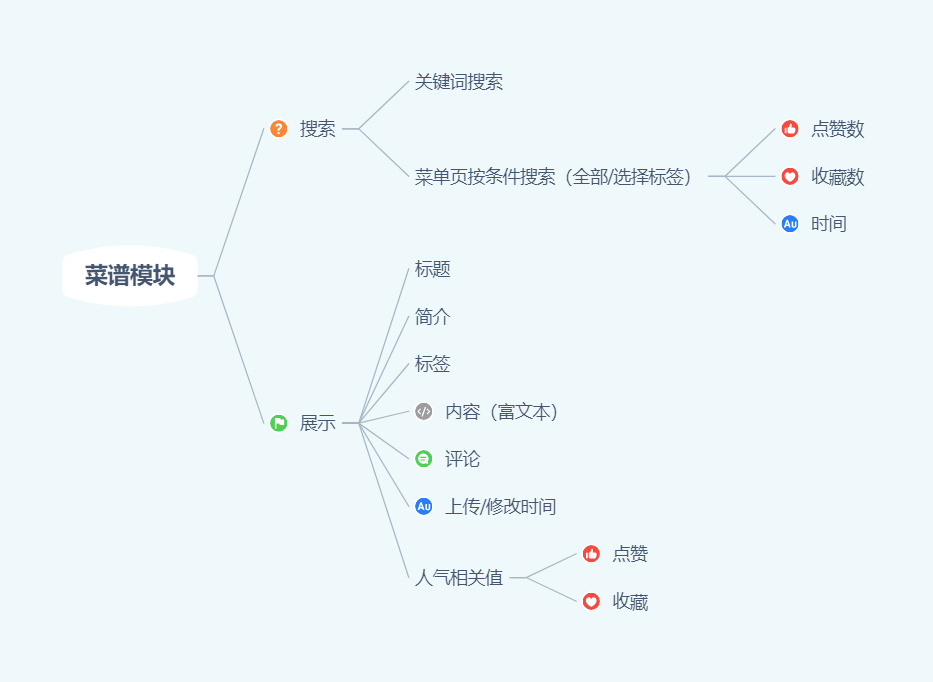 菜谱模块
搜索
关键词搜索
菜单页按条件搜索（全部/选择标签）
点赞数
收藏数
Au 时间
展示
标题
简介
标签
</> 内容（富文本）
评论
Au 上传/修改时间
人气相关值
点赞
收藏